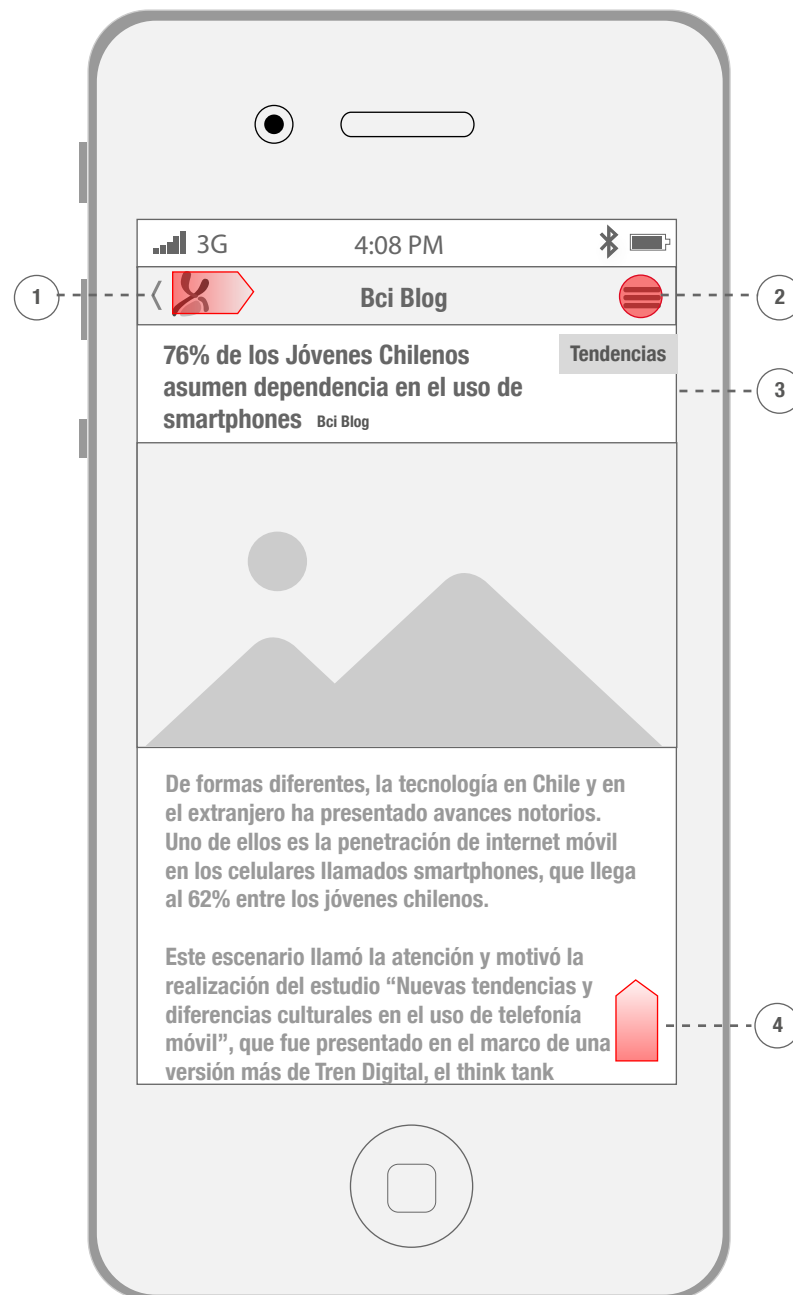 3G
4:08 PM
1
Bci Blog
2
76% de los Jóvenes Chilenos
asumen dependencia en el uso de
smartphones Bci Blog
Tendencias
3
De formas diferentes, la tecnología en Chile y en
el extranjero ha presentado avances notorios.
Uno de ellos es la penetración de internet móvil
en los celulares llamados smartphones, que llega
al 62% entre los jóvenes chilenos.
Este escenario llamó la atención y motivó la
realización del estudio “Nuevas tendencias y
diferencias culturales en el uso de telefonía
móvil”, que fue presentado en el marco de una
versión más de Tren Digital, el think tank
4